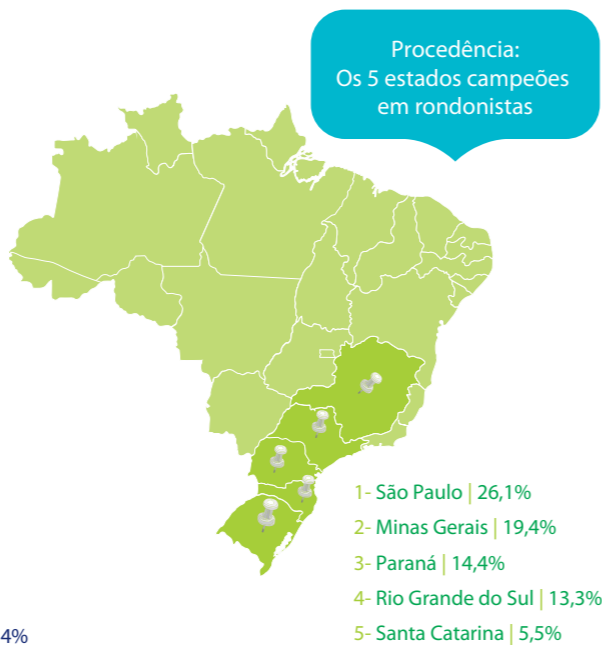 Procedência:
Os 5 estados campeões
em rondonistas
1- São Paulo | 26,1%
2- Minas Gerais | 19,4%
3- Paraná | 14,4%
4- Rio Grande do Sul | 13,3%
5- Santa Catarina | 5,5%
4%